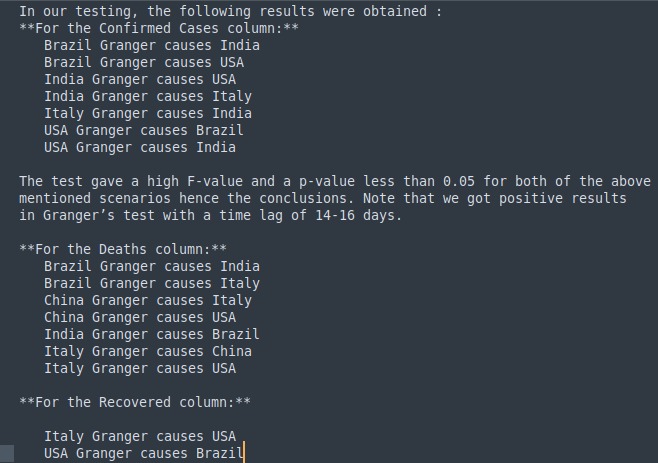 In our testing, the following results were obtained :
**For the Confirmed Cases column:**
Brazil Granger causes India
Brazil Granger causes USA
India Granger causes USA
India Granger causes Italy
Italy Granger causes India
USA Granger causes Brazil
USA Granger causes India
The test gave a high F-value and a p-value less than 0.05 for both of the above
mentioned scenarios hence the conclusions. Note that we got positive results
in Granger’s test with a time lag of 14-16 days.
**For the Deaths column:**
Brazil Granger causes India
Brazil Granger causes Italy
China Granger causes Italy
China Granger causes USA
India Granger causes Brazil
Italy Granger causes China
Italy Granger causes USA
**For the Recovered column:**
Italy Granger causes USA
USA Granger causes Brazil